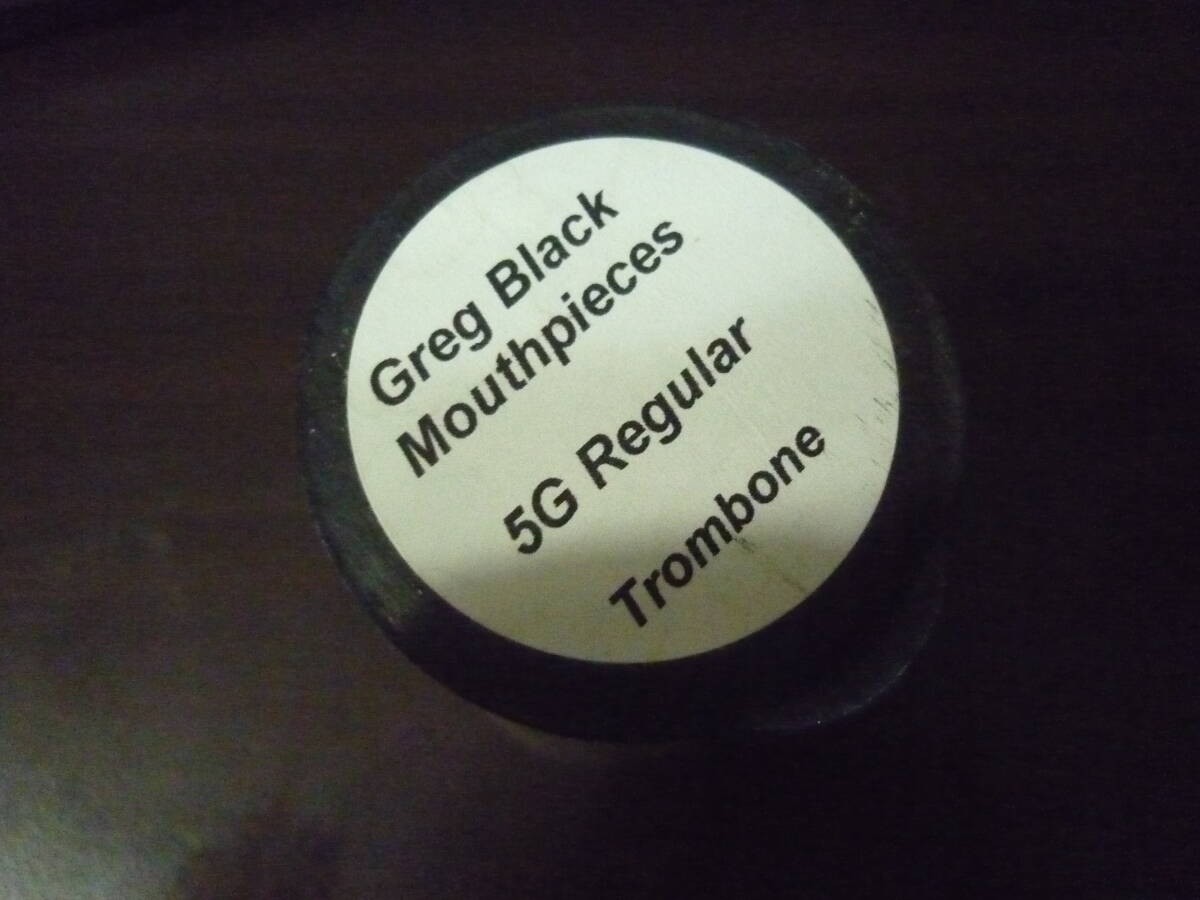 Greg Black
Mouthpieces
5G Regular
Trombone